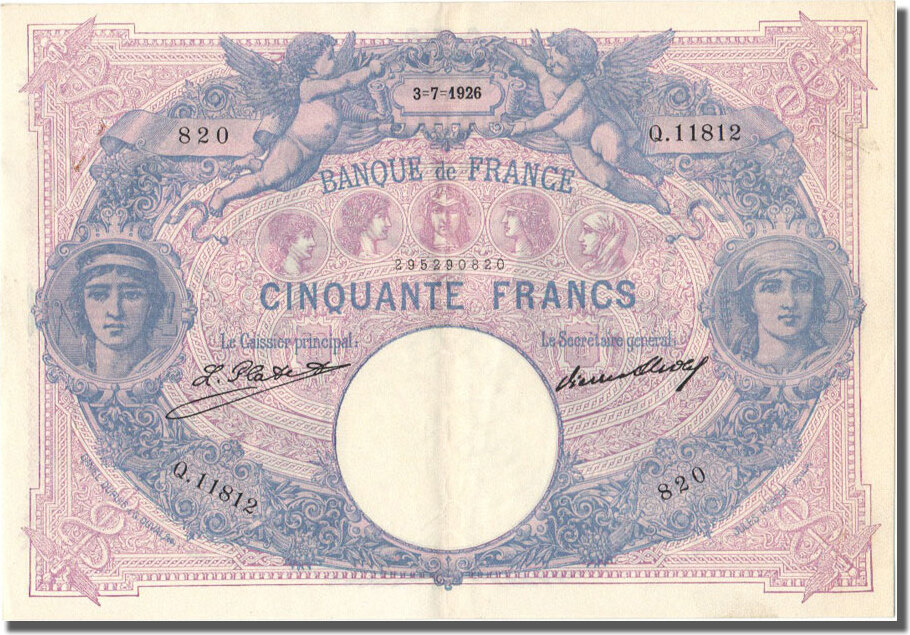 3=7=1926
820
Q.11812
BANQUE de FRANCE
295290820
CINQUANTE FRANCS
Le Caissier principal:
Le Secrétaire général:
Q.11812
820